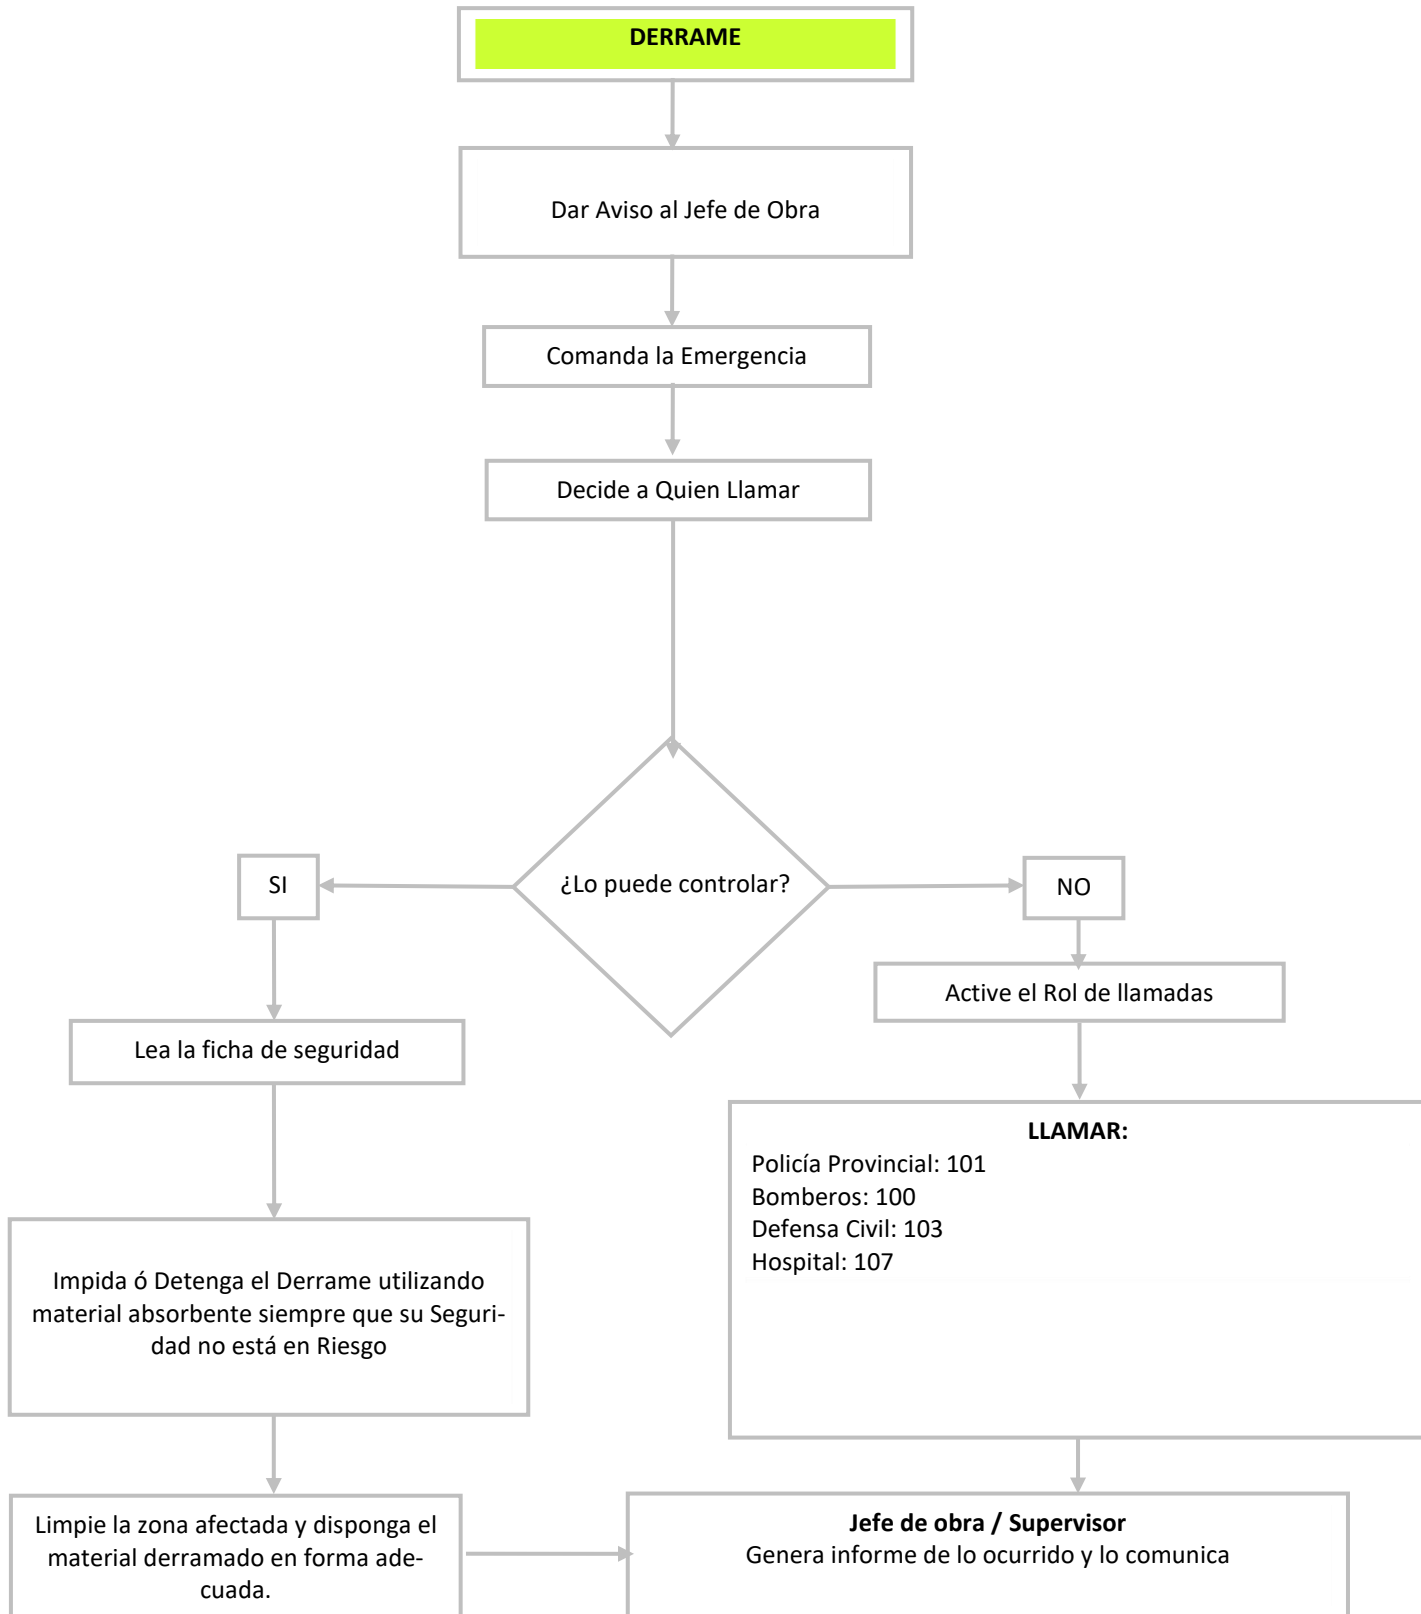 DERRAME
Dar Aviso al Jefe de Obra
Comanda la Emergencia
Decide a Quien Llamar
¿Lo puede controlar?
SI
NO
Lea la ficha de seguridad
Active el Rol de llamadas
Impida ó Detenga el Derrame utilizando
material absorbente siempre que su Seguri-
dad no está en Riesgo
LLAMAR:
Policía Provincial: 101
Bomberos: 100
Defensa Civil: 103
Hospital: 107
Limpie la zona afectada y disponga el
material derramado en forma ade-
cuada.
Jefe de obra / Supervisor
Genera informe de lo ocurrido y lo comunica